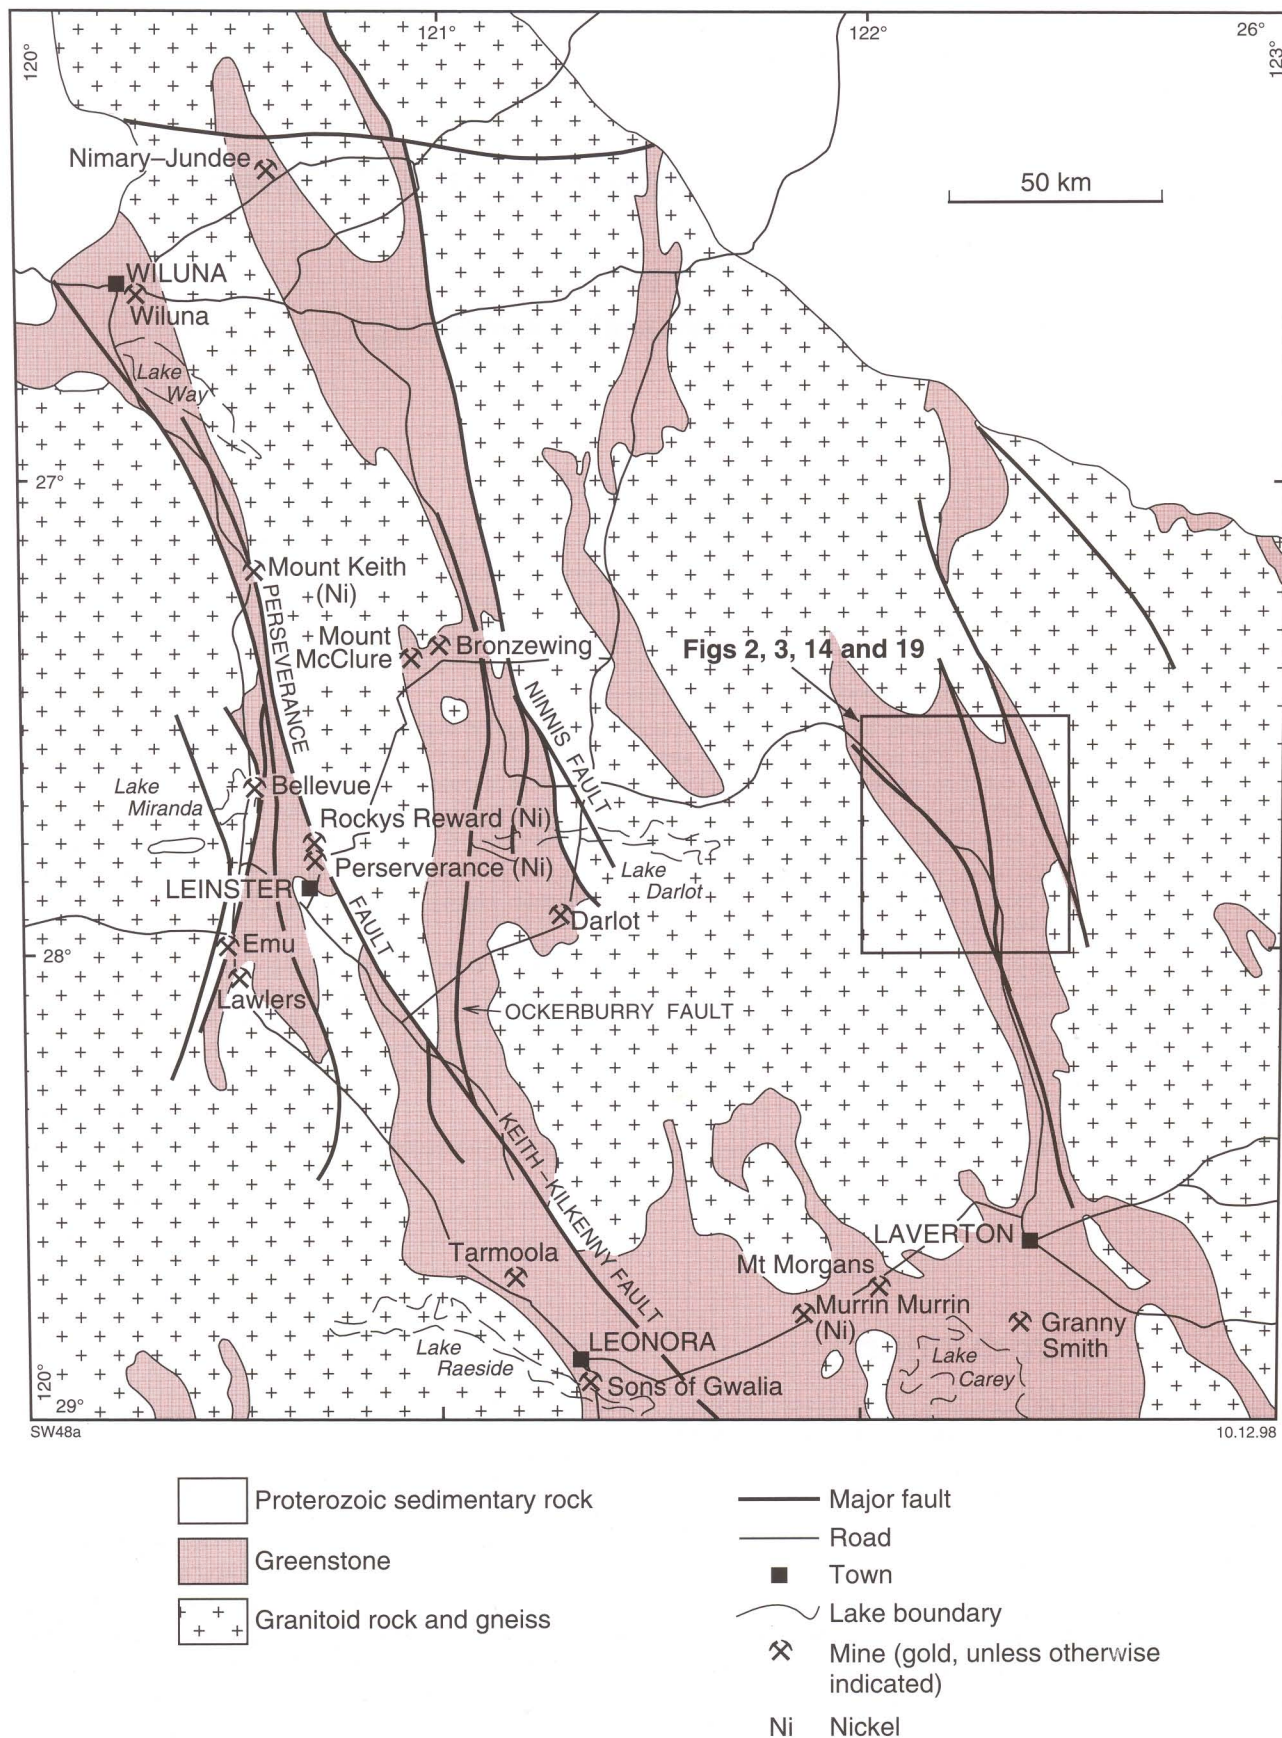 120°
121°
122°
26°
123°
Nimary–Jundee
50 km
WILUNA
Wiluna
Lake
Way
27°
Mount Keith
(Ni)
PERSEVERANCE
Mount
McClure
Bronzewing
Figs 2, 3, 14 and 19
NINNIS FAULT
Lake
Miranda
Bellevue
Rockys Reward (Ni)
Perserverance (Ni)
Lake
Darlot
LEINSTER
FAULT
Darlot
Emu
28°
Lawlers
OCKERBURRY FAULT
KEITH–KILKENNY FAULT
LAVERTON
Tarmoola
Mt Morgans
Murrin Murrin
(Ni)
Granny
Smith
LEONORA
Lake
Raeside
Lake
Carey
Sons of Gwalia
120°
29°
SW48a
10.12.98
Proterozoic sedimentary rock
Greenstone
Granitoid rock and gneiss
Major fault
Road
Town
Lake boundary
Mine (gold, unless otherwise
indicated)
Ni Nickel